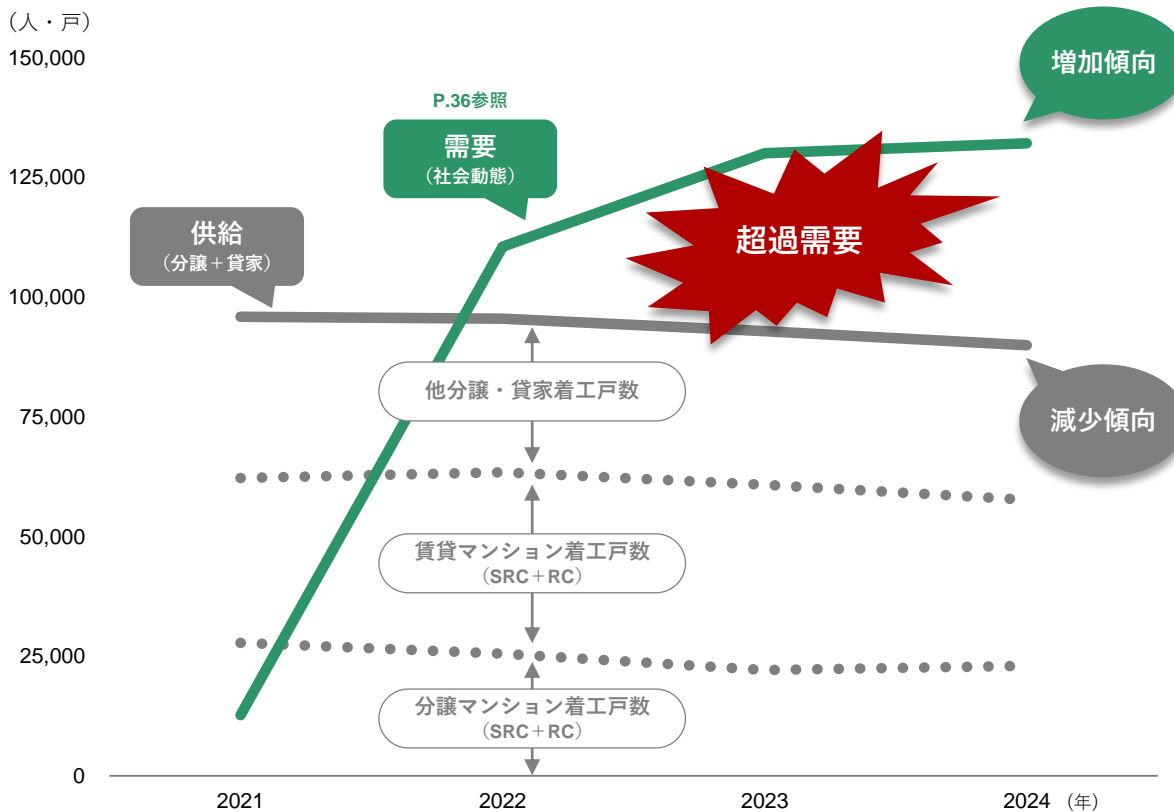 （人・戸）
150,000
125,000
100,000
75,000
50,000
25,000
0
P.36参照
需要
（社会動態）
供給
（分譲＋貸家）
増加傾向
超過需要
減少傾向
他分譲・貸家着工戸数
賃貸マンション着工戸数
（SRC＋RC）
分譲マンション着工戸数
（SRC＋RC）
2021 2022 2023 2024 （年）